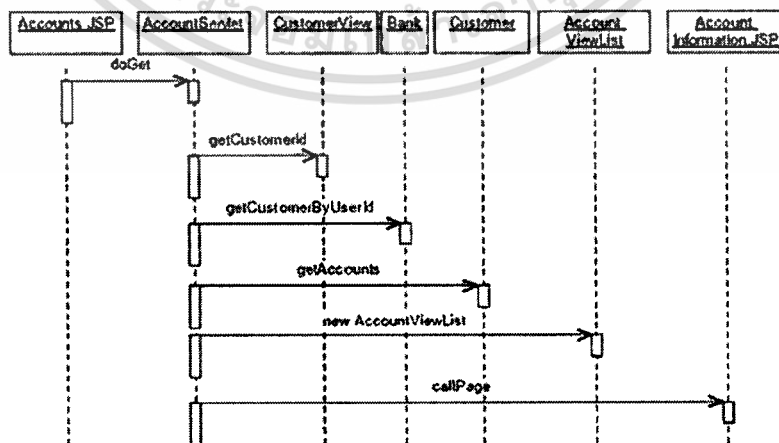 Accounts.JSP
AccountServlet
CustomerView
Bank
Customer
Account
ViewList
Account
Information.JSP
doGet
getCustomerId
getCustomerByUserId
getAccounts
new AccountViewList
callPage